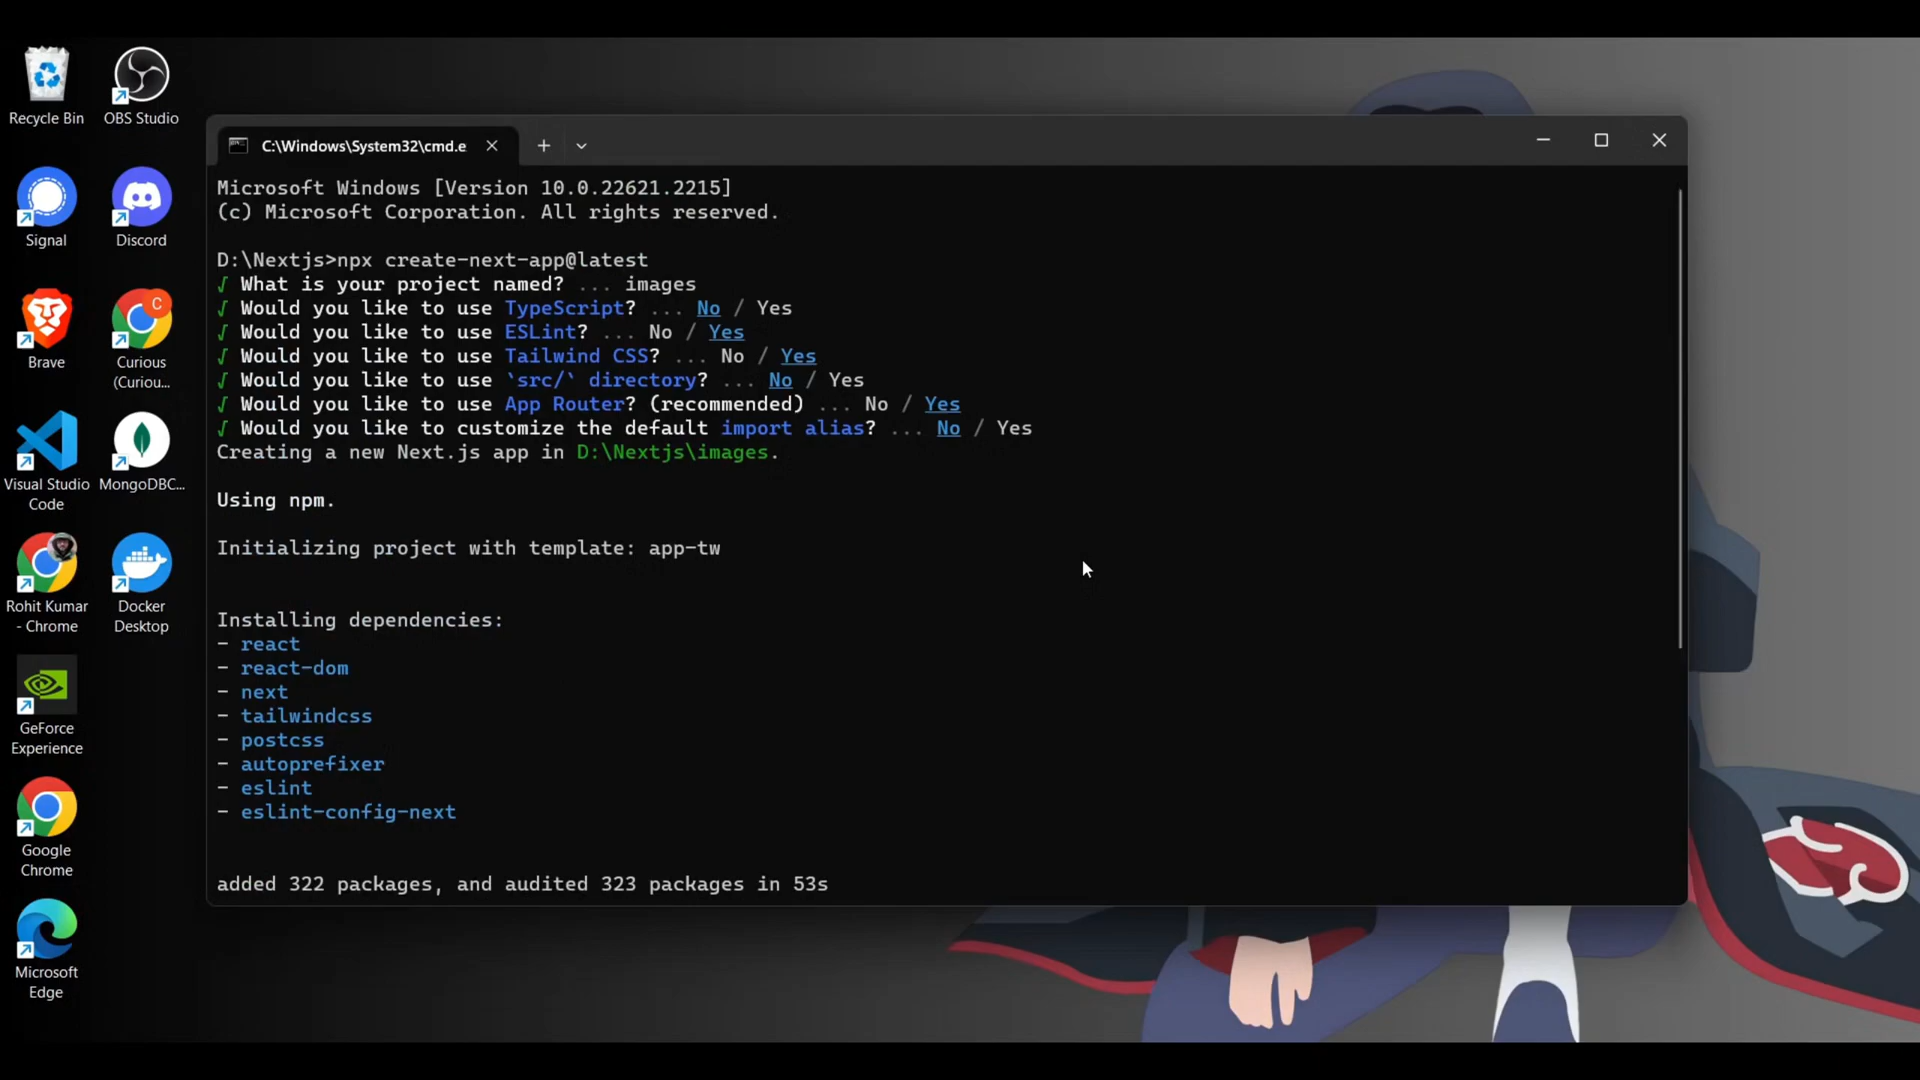 Recycle Bin
OBS Studio
Signal
Discord
Brave
Curious
(Curiou...
Visual Studio
Code
MongoDBC...
Rohit Kumar
- Chrome
Docker
Desktop
GeForce
Experience
Google
Chrome
Microsoft
Edge
C:\Windows\System32\cmd.e
Microsoft Windows [Version 10.0.22621.2215]
(c) Microsoft Corporation. All rights reserved.
D:\Nextjs>npx create-next-app@latest
√ What is your project named? ... images
√ Would you like to use TypeScript? ... No / Yes
√ Would you like to use ESLint? ... No / Yes
√ Would you like to use Tailwind CSS? ... No / Yes
√ Would you like to use `src/` directory? ... No / Yes
√ Would you like to use App Router? (recommended) ... No / Yes
√ Would you like to customize the default import alias? ... No / Yes
Creating a new Next.js app in D:\Nextjs\images.
Using npm.
Initializing project with template: app-tw
Installing dependencies:
- react
- react-dom
- next
- tailwindcss
- postcss
- autoprefixer
- eslint
- eslint-config-next
added 322 packages, and audited 323 packages in 53s